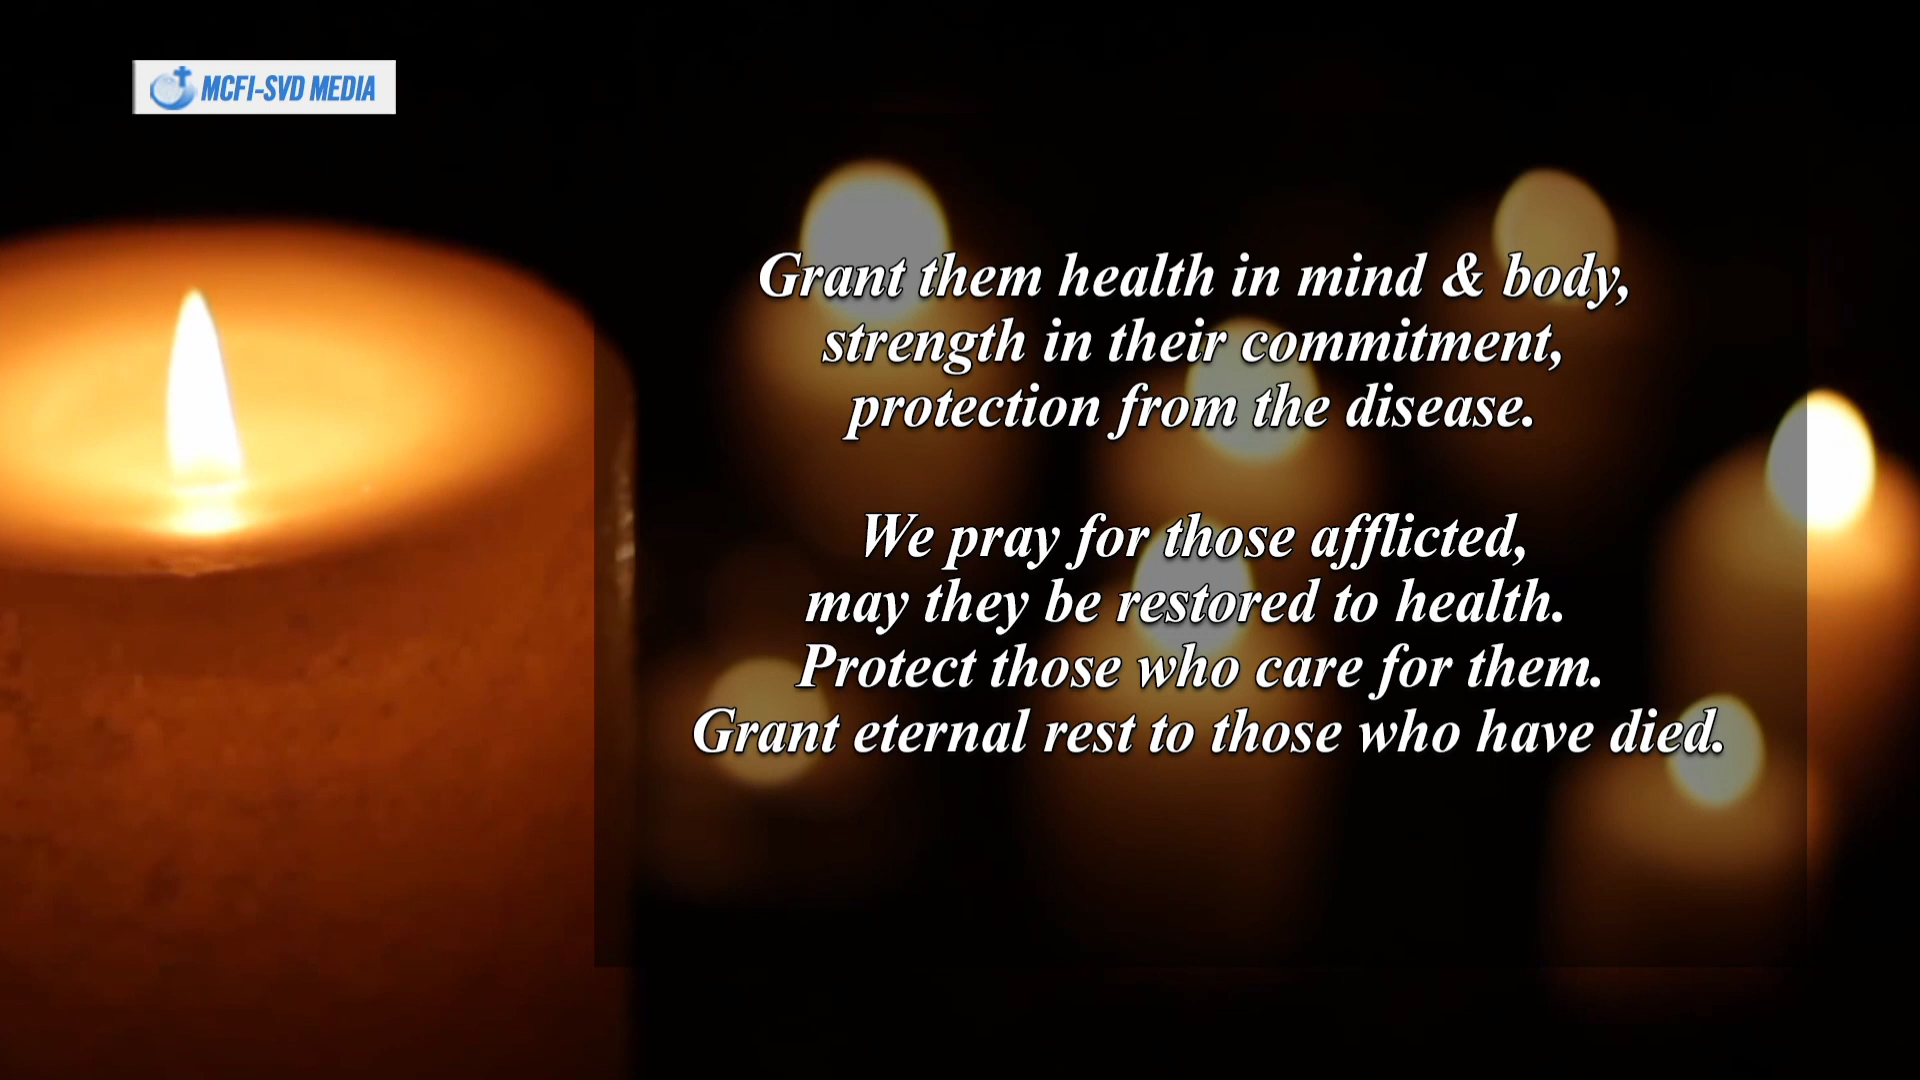 MCFI-SVD MEDIA
Grant them health in mind & body,
strength in their commitment,
protection from the disease.
We pray for those afflicted,
may they be restored to health.
Protect those who care for them.
Grant eternal rest to those who have died.